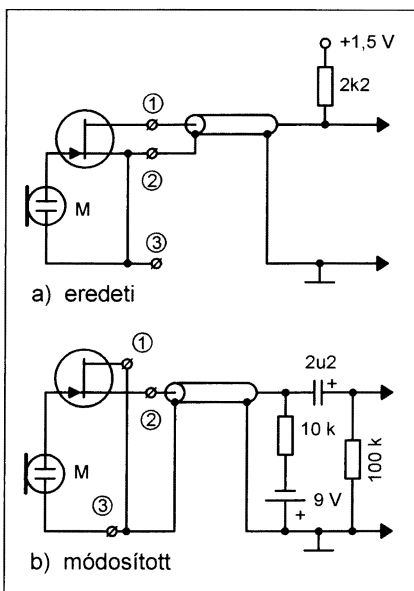 +1,5 V
2k2
①
②
M
③
a) eredeti
①
2u2
+
②
10 k
100 k
M
9 V
③
+
b) módosított